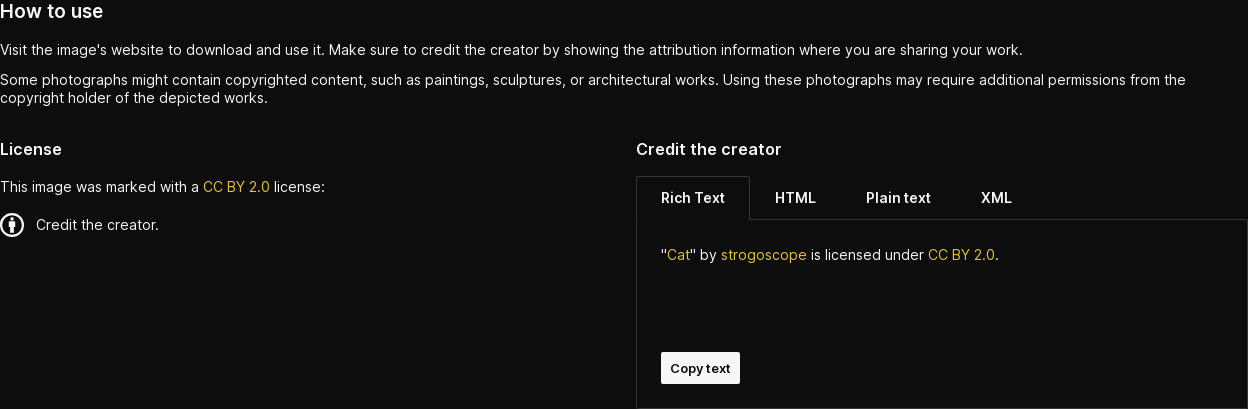 How to use
Visit the image's website to download and use it. Make sure to credit the creator by showing the attribution information where you are sharing your work.
Some photographs might contain copyrighted content, such as paintings, sculptures, or architectural works. Using these photographs may require additional permissions from the
copyright holder of the depicted works.
License
This image was marked with a CC BY 2.0 license:
Credit the creator.
Credit the creator
Rich Text HTML Plain text XML
"Cat" by strogoscope is licensed under CC BY 2.0.
Copy text